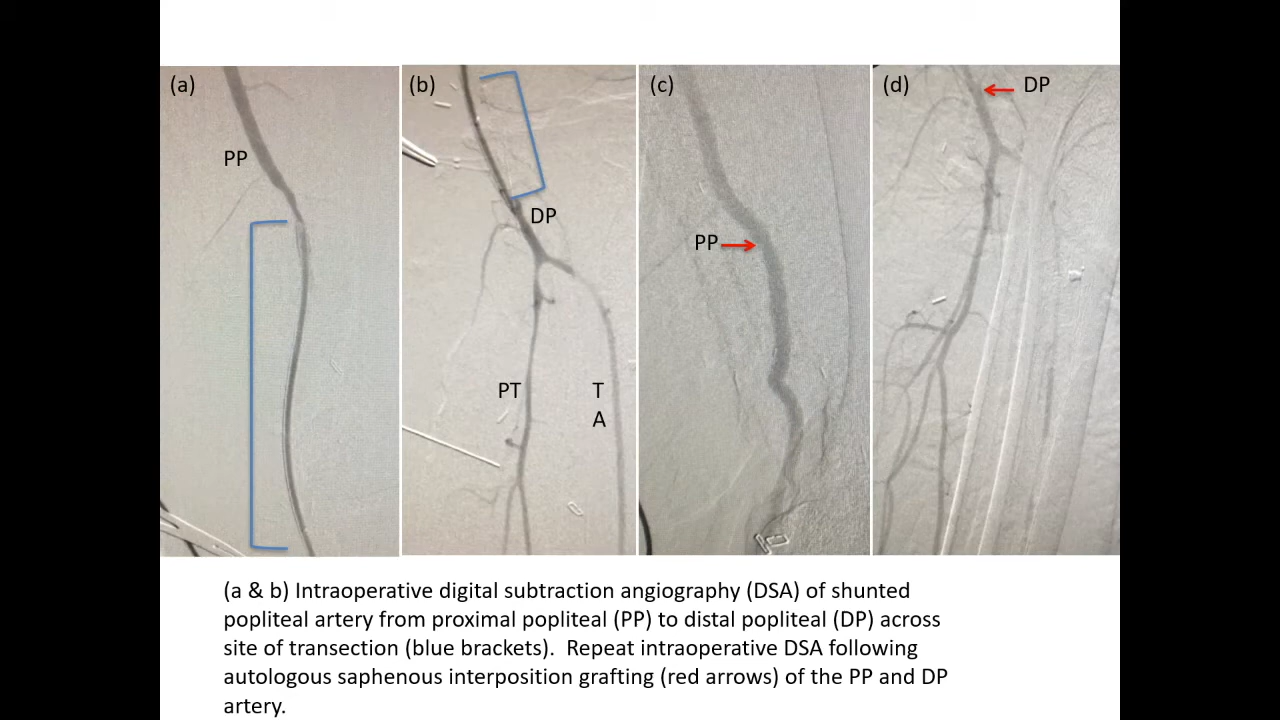 (a)
(b)
(c)
(d)
DP
PP
DP
PP
PT
T
A
(a & b) Intraoperative digital subtraction angiography (DSA) of shunted
popliteal artery from proximal popliteal (PP) to distal popliteal (DP) across
site of transection (blue brackets).  Repeat intraoperative DSA following
autologous saphenous interposition grafting (red arrows) of the PP and DP
artery.